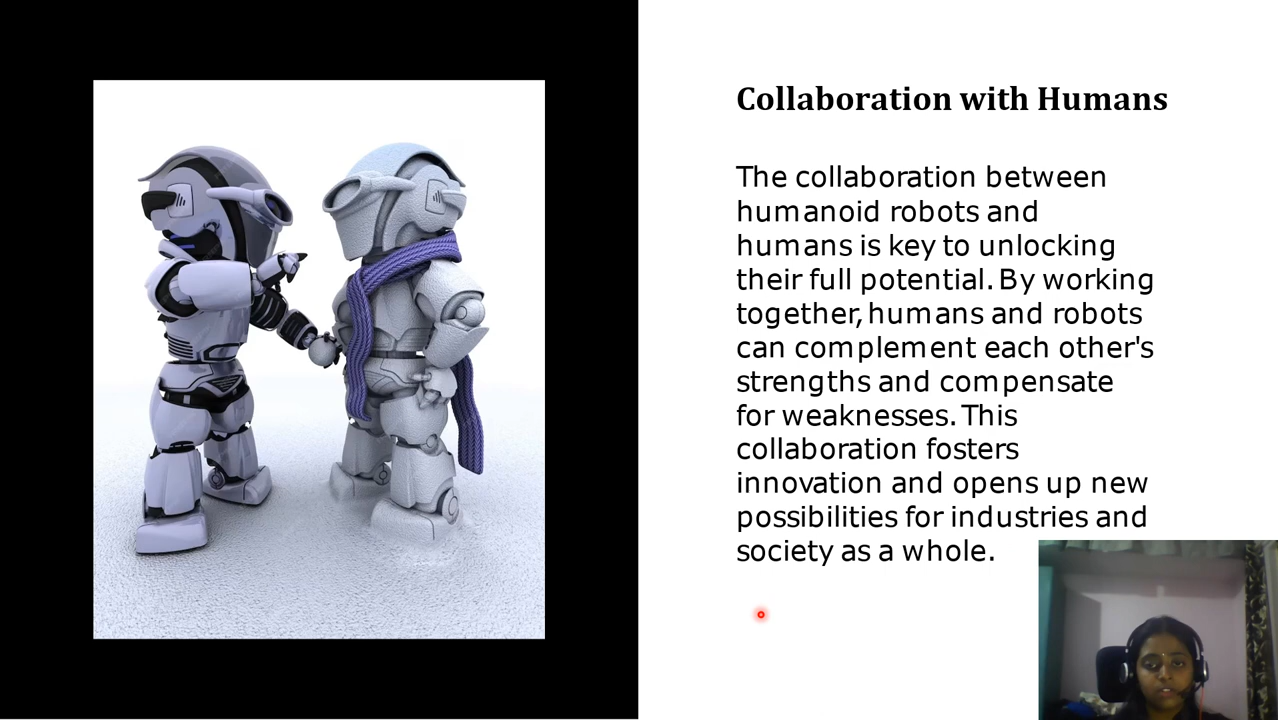 Collaboration with Humans
The collaboration between
humanoid robots and
humans is key to unlocking
their full potential. By working
together, humans and robots
can complement each other's
strengths and compensate
for weaknesses. This
collaboration fosters
innovation and opens up new
possibilities for industries and
society as a whole.